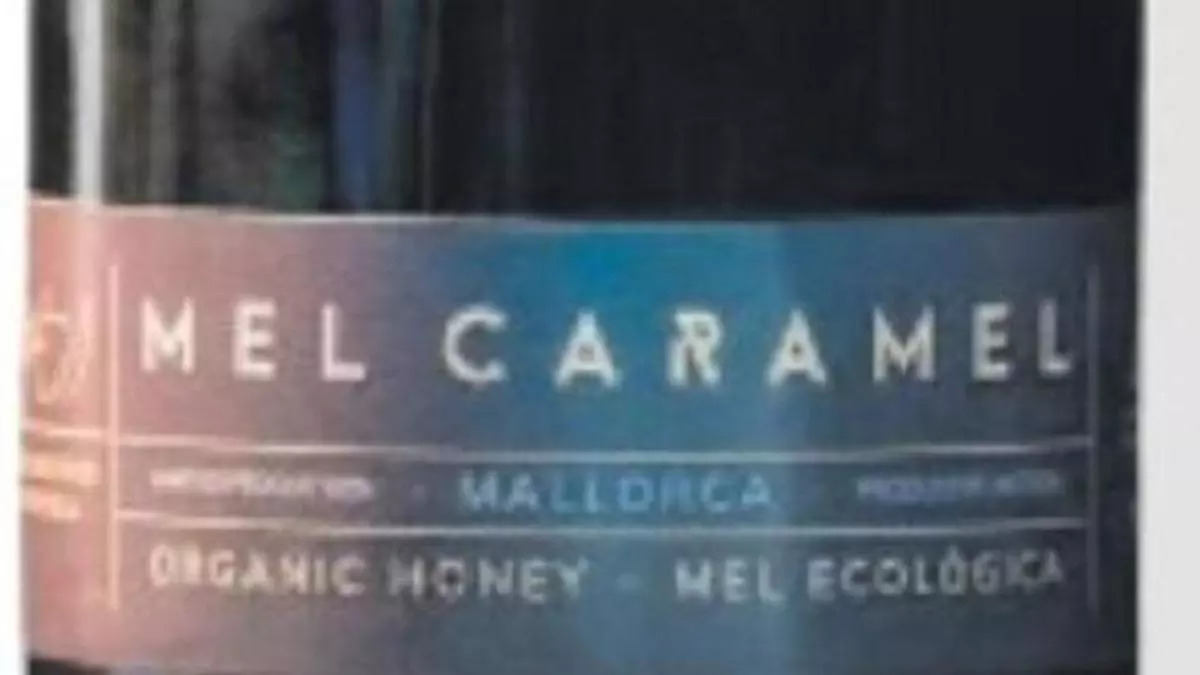 MEL CARAMEL
MALLORCA
ORGANIC HONEY - MEL ECOLÒGICA